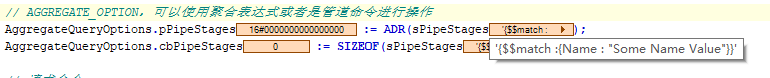 // AGGREGATE_OPTION，可以使用聚合表达式或者是管道命令进行操作
AggregateQueryOptions.pPipeStages 16#0000000000000000 := ADR(sPipeStages '{$$match : );
AggregateQueryOptions.cbPipeStages 0 := SIZEOF(sPipeStages '{$$
'{$$match :{Name : "Some Name Value"}}'